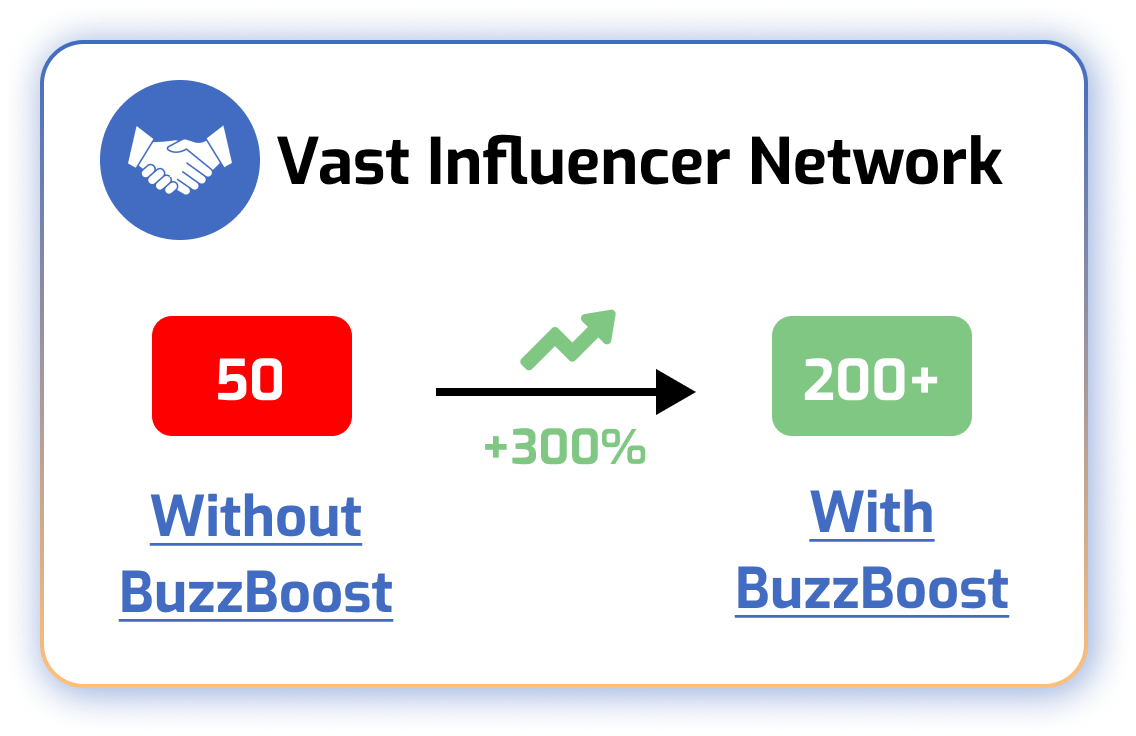 Vast Influencer Network
50
200+
+300%
Without
BuzzBoost
With
BuzzBoost